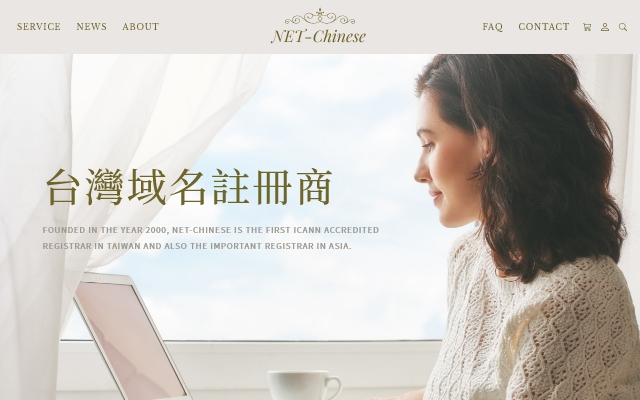 SERVICE NEWS ABOUT
NET-Chinese
FAQ CONTACT
台灣域名註冊商
FOUNDED IN THE YEAR 2000, NET-CHINESE IS THE FIRST ICANN ACCREDITED
REGISTRAR IN TAIWAN AND ALSO THE IMPORTANT REGISTRAR IN ASIA.